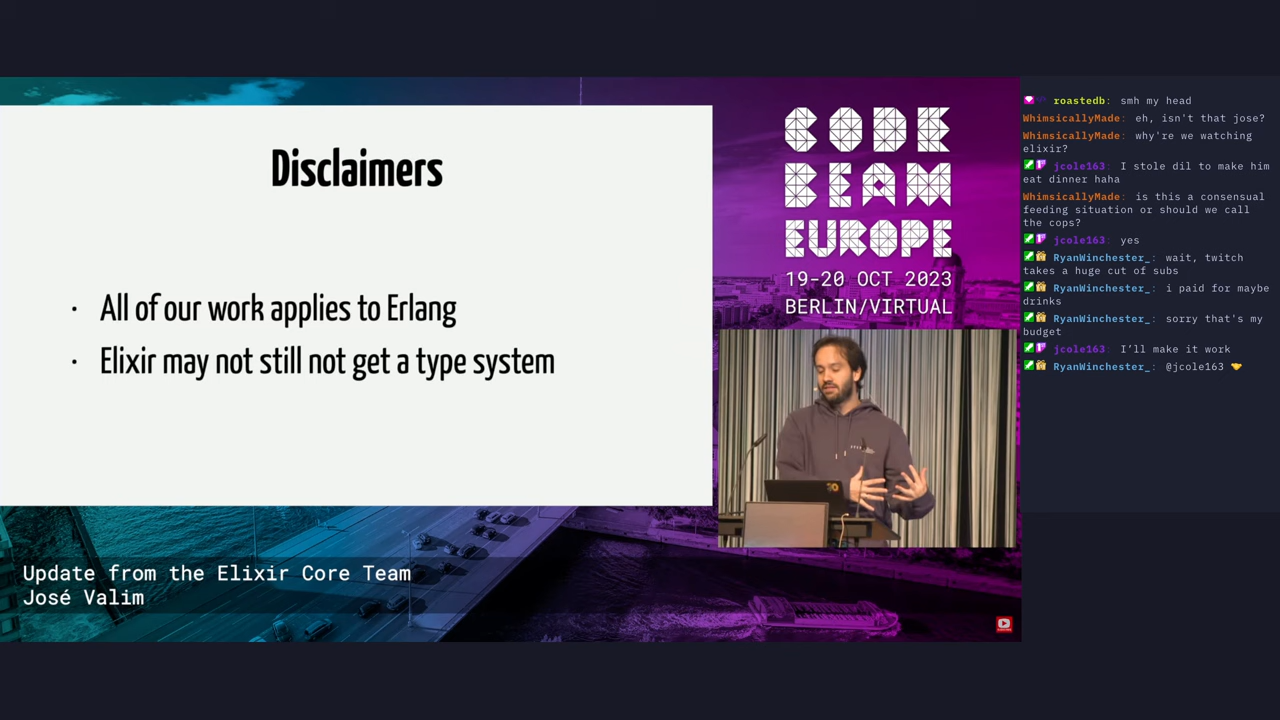 Disclaimers
· All of our work applies to Erlang
· Elixir may not still not get a type system
CODE
BEAM
EUROPE
19-20 OCT 2023
BERLIN/VIRTUAL
Update from the Elixir Core Team
José Valim
roastedb: smh my head
WhimsicallyMade: eh, isn't that jose?
WhimsicallyMade: why're we watching
elixir?
jcole163: I stole dil to make him
eat dinner haha
WhimsicallyMade: is this a consensual
feeding situation or should we call
the cops?
jcole163: yes
RyanWinchester_: wait, twitch
takes a huge cut of subs
RyanWinchester_: i paid for maybe
drinks
RyanWinchester_: sorry that's my
budget
jcole163: I’ll make it work
RyanWinchester_: @jcole163 🤝